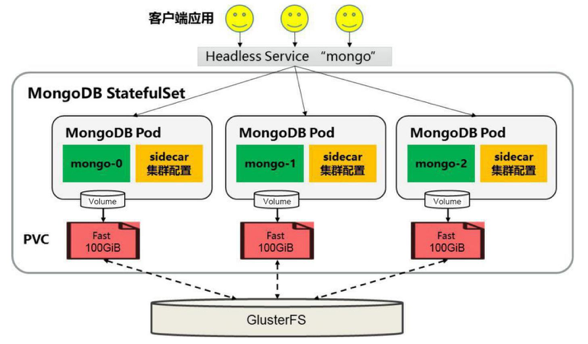 客户端应用
Headless Service “mongo”
MongoDB StatefulSet
MongoDB Pod
mongo-0
sidecar
集群配置
MongoDB Pod
mongo-1
sidecar
集群配置
MongoDB Pod
mongo-2
sidecar
集群配置
Volume
Volume
Volume
PVC
Fast
100GiB
Fast
100GiB
Fast
100GiB
GlusterFS